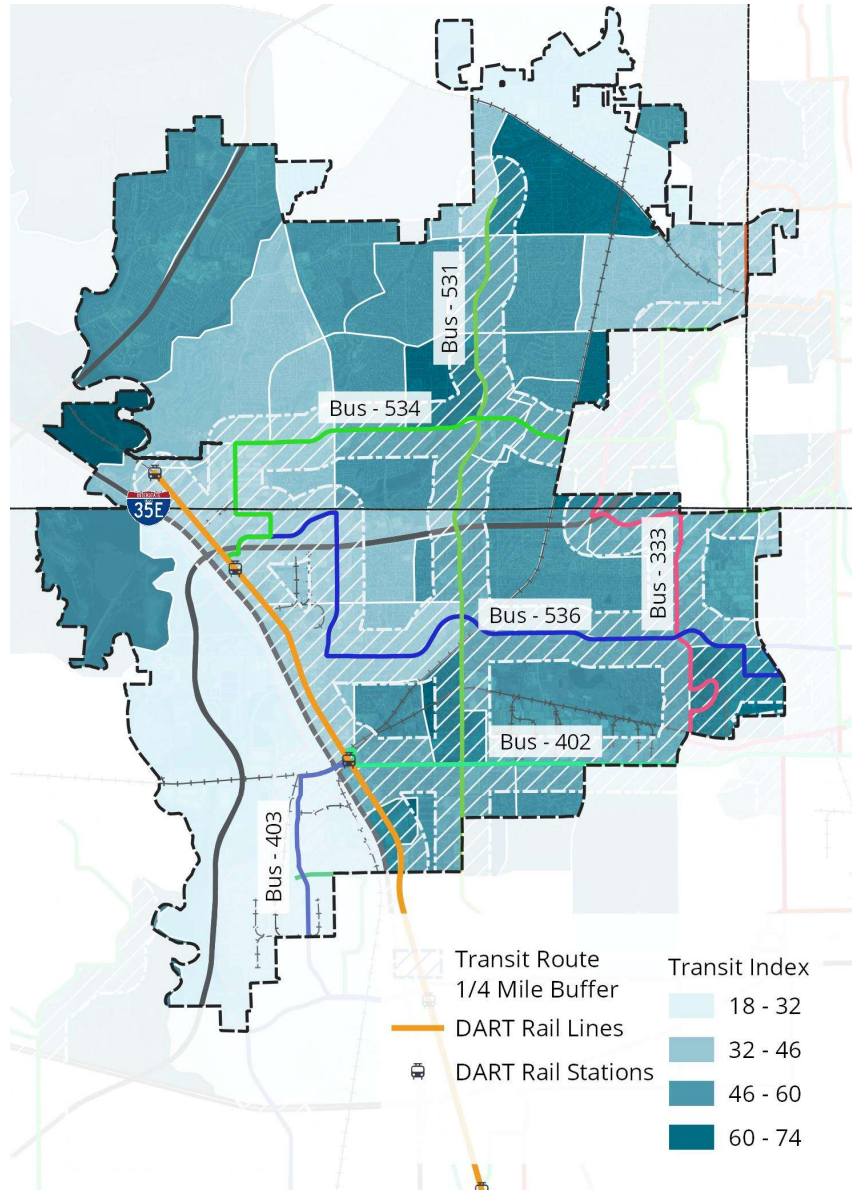 Bus - 531
Bus - 534
INTERSTATE
35E
Bus - 333
Bus - 536
Bus - 402
Bus - 403
Transit Route
1/4 Mile Buffer
DART Rail Lines
DART Rail Stations
Transit Index
18 - 32
32 - 46
46 - 60
60 - 74